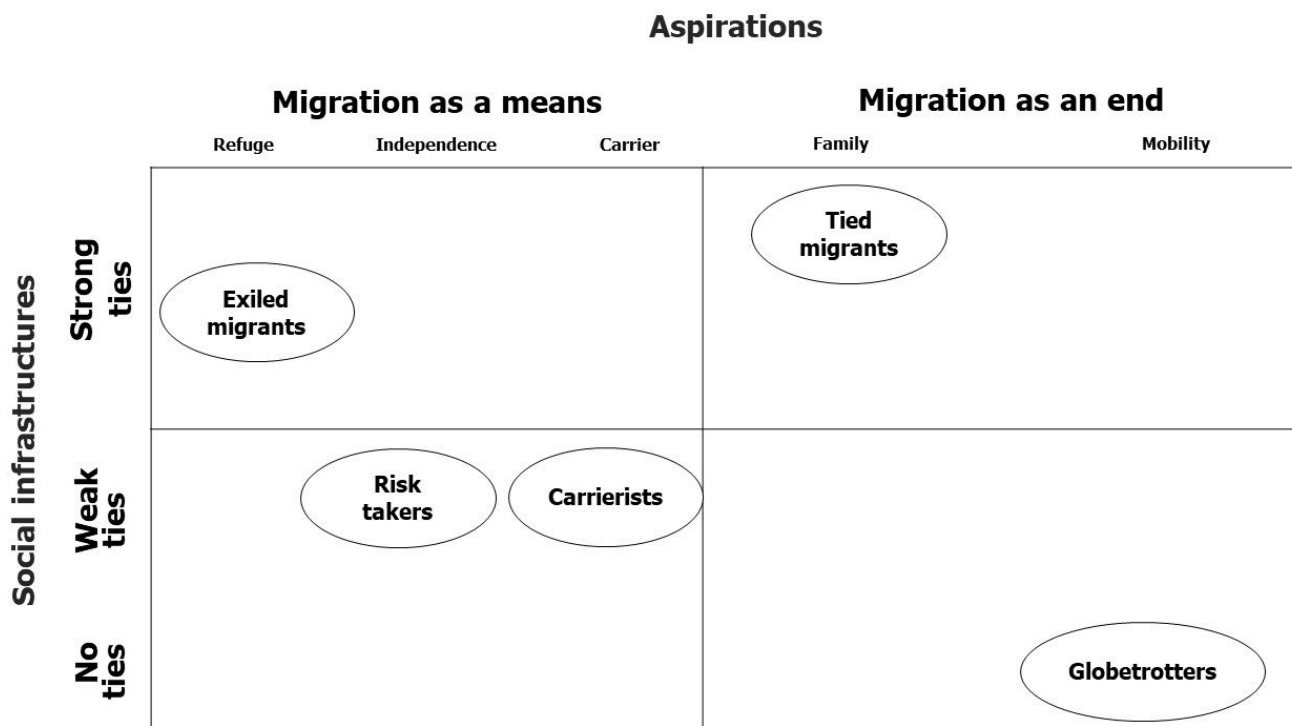 Aspirations
Migration as a means
Migration as an end
Refuge
Independence
Carrier
Family
Mobility
Social infrastructures
Strong
ties
Tied
migrants
Exiled
migrants
Weak
ties
Risk
takers
Carrierists
No
ties
Globetrotters